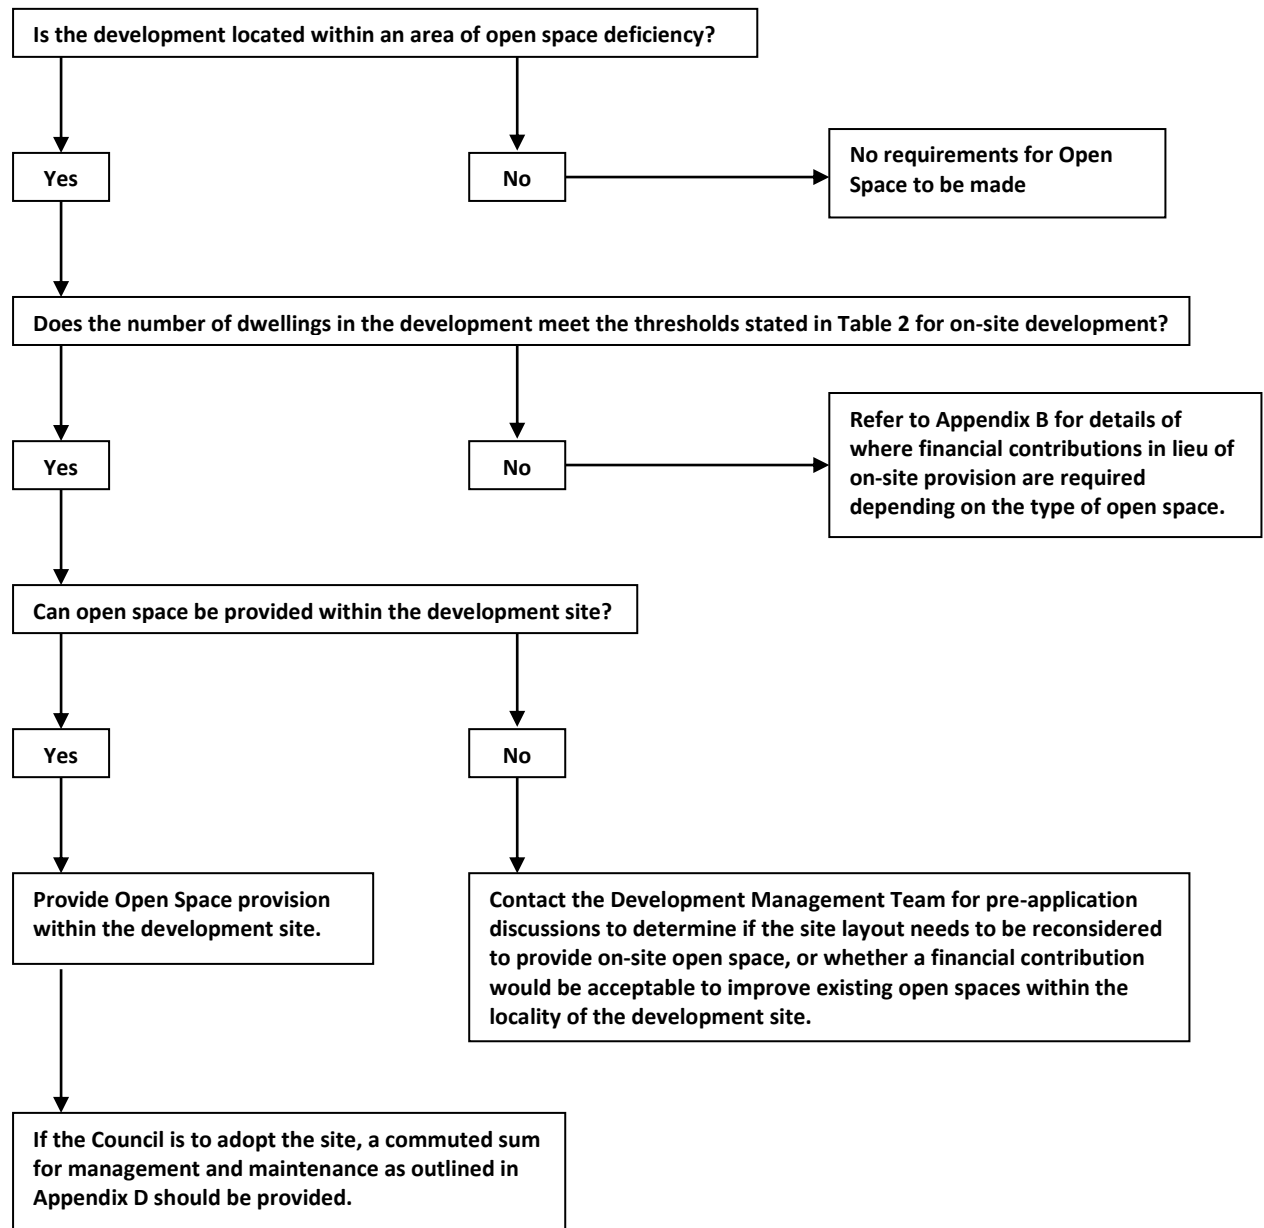 Is the development located within an area of open space deficiency?
Yes
No
No requirements for Open
Space to be made
Does the number of dwellings in the development meet the thresholds stated in Table 2 for on-site development?
Yes
No
Refer to Appendix B for details of
where financial contributions in lieu of
on-site provision are required
depending on the type of open space.
Can open space be provided within the development site?
Yes
No
Provide Open Space provision
within the development site.
Contact the Development Management Team for pre-application
discussions to determine if the site layout needs to be reconsidered
to provide on-site open space, or whether a financial contribution
would be acceptable to improve existing open spaces within the
locality of the development site.
If the Council is to adopt the site, a commuted sum
for management and maintenance as outlined in
Appendix D should be provided.